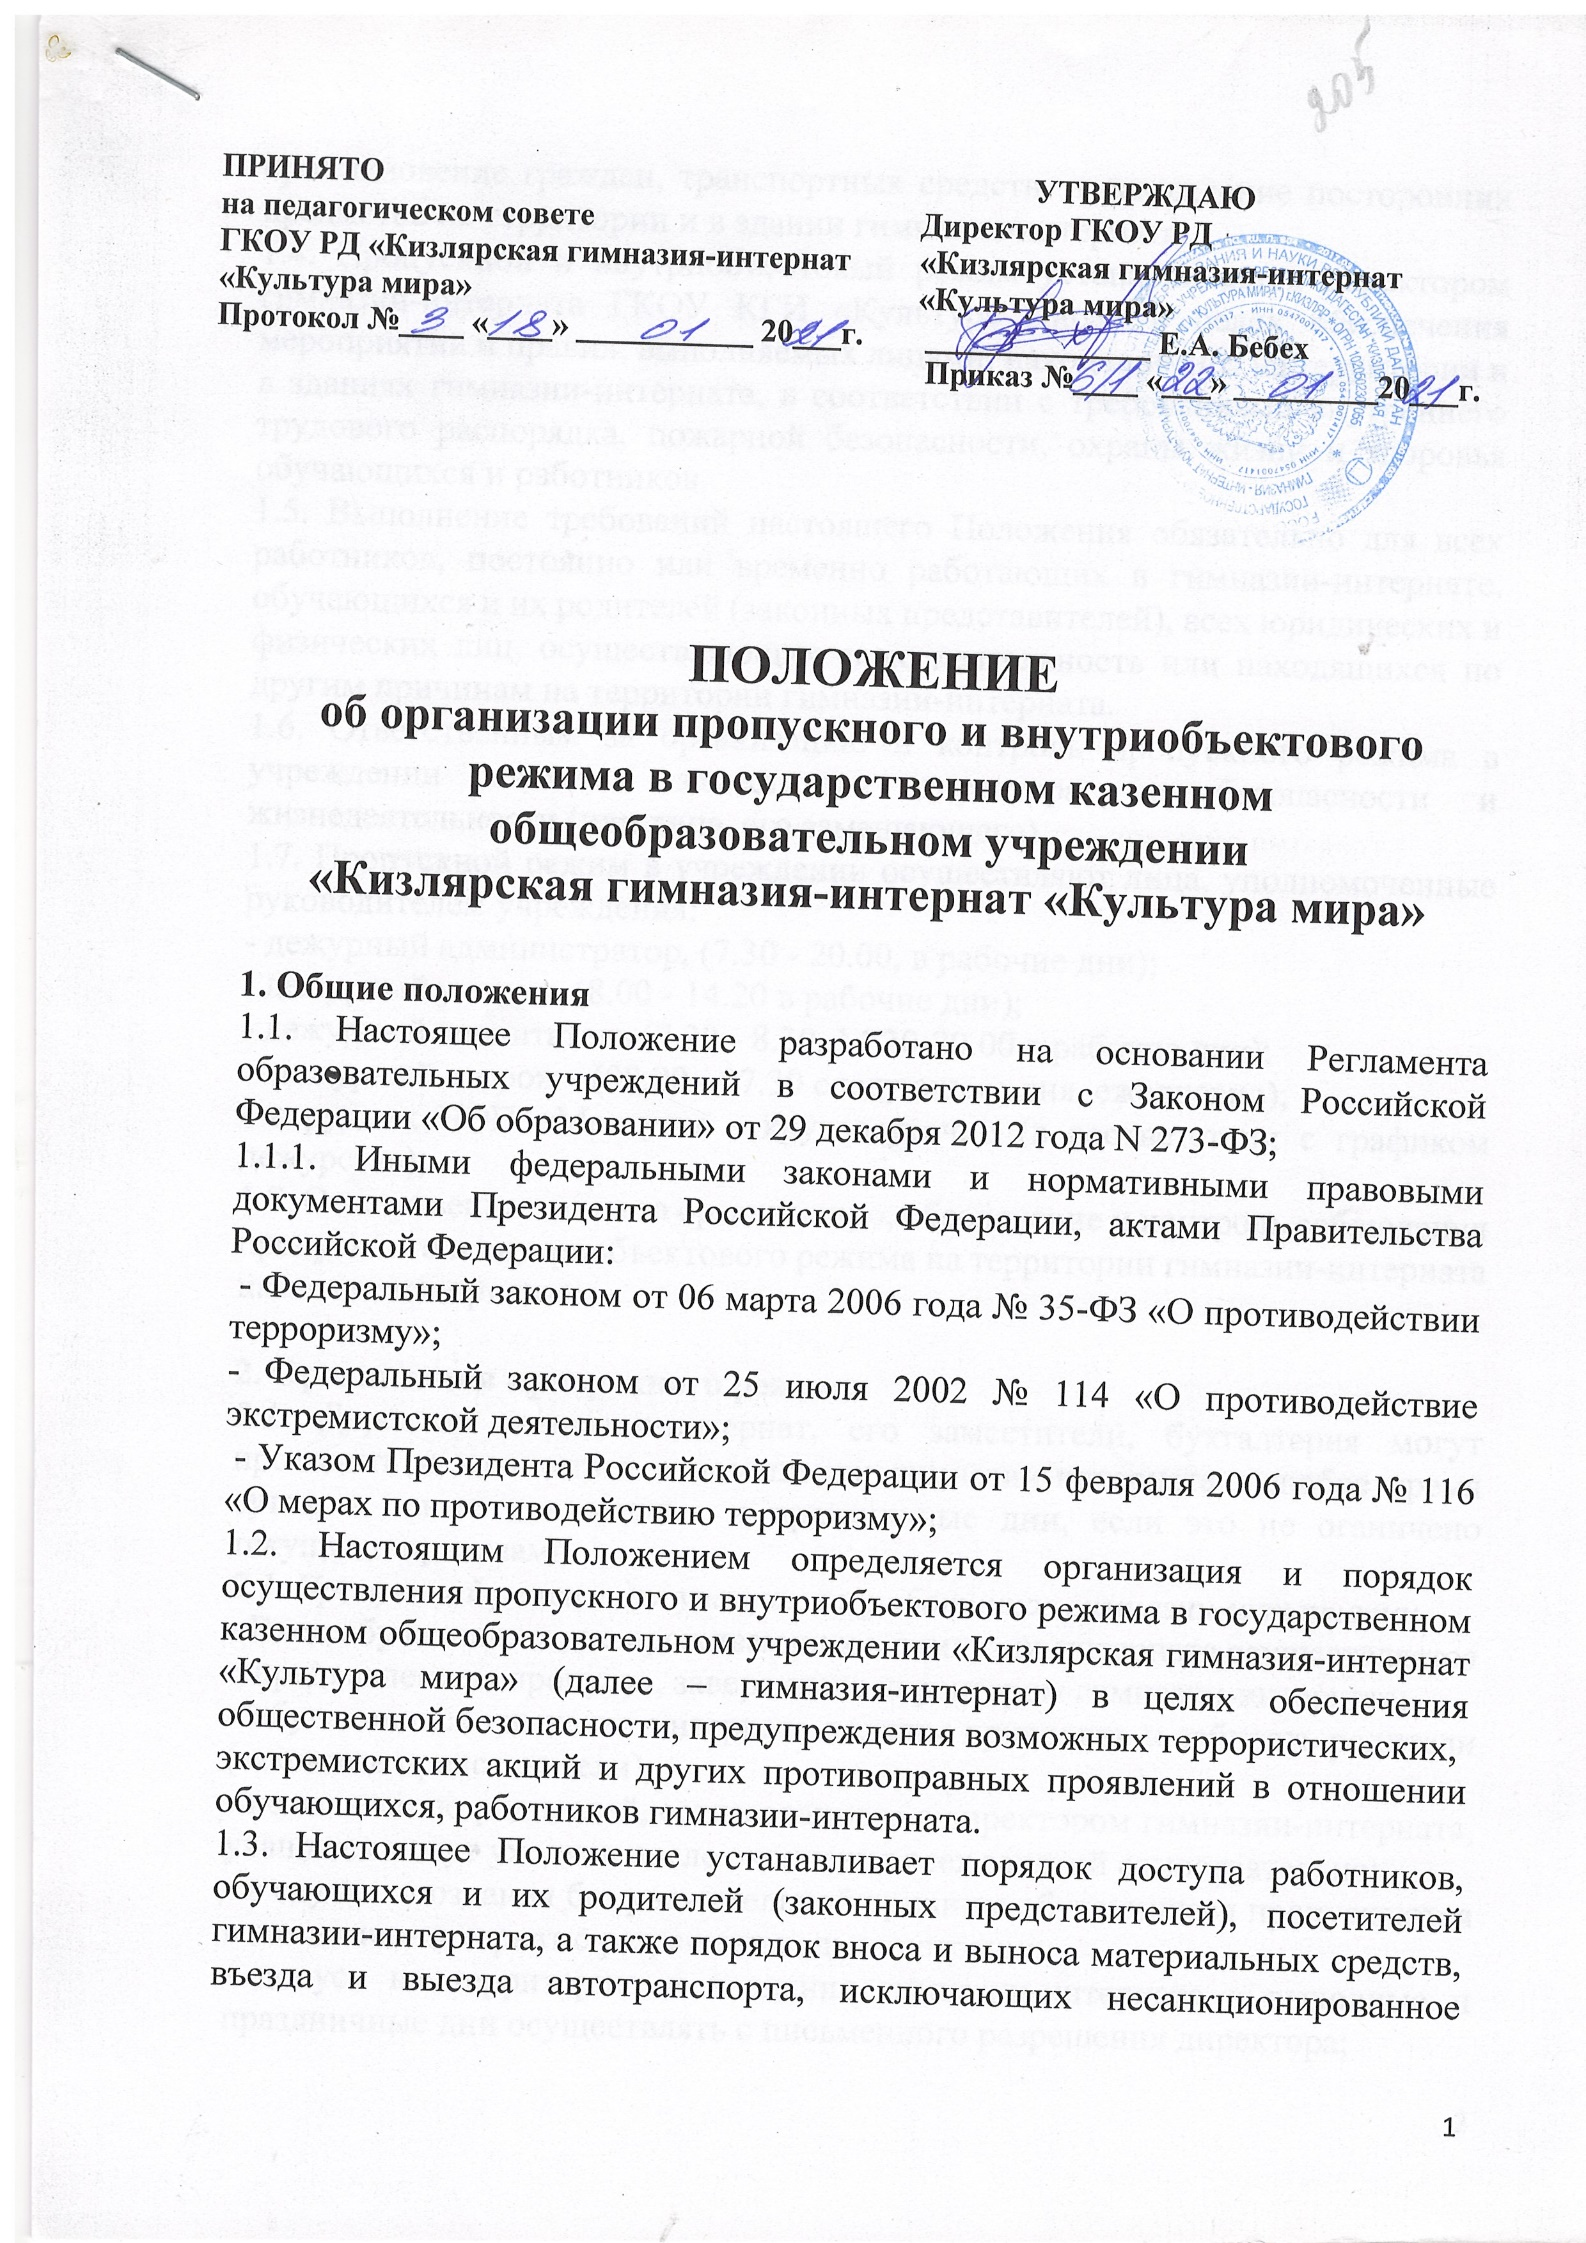 205
ПРИНЯТО
на педагогическом совете
ГКОУ РД «Кизлярская гимназия-интернат
«Культура мира»
Протокол № 3 «18» 01 2021г.
УТВЕРЖДАЮ
Директор ГКОУ РД
«Кизлярская гимназия-интернат
«Культура мира»
Е.А. Бебех
Приказ № 6/1 «22» 01 2021г.
ПОЛОЖЕНИЕ
об организации пропускного и внутриобъектового
режима в государственном казенном
общеобразовательном учреждении
«Кизлярская гимназия-интернат «Культура мира»
1. Общие положения
1.1. Настоящее Положение разработано на основании Регламента
образовательных учреждений в соответствии с Законом Российской
Федерации «Об образовании» от 29 декабря 2012 года N 273-ФЗ;
1.1.1. Иными федеральными законами и нормативными правовыми
документами Президента Российской Федерации, актами Правительства
Российской Федерации:
- Федеральный законом от 06 марта 2006 года № 35-ФЗ «О противодействии
терроризму»;
- Федеральный законом от 25 июля 2002 № 114 «О противодействие
экстремистской деятельности»;
- Указом Президента Российской Федерации от 15 февраля 2006 года № 116
«О мерах по противодействию терроризму»;
1.2. Настоящим Положением определяется организация и порядок
осуществления пропускного и внутриобъектового режима в государственном
казенном общеобразовательном учреждении «Кизлярская гимназия-интернат
«Культура мира» (далее – гимназия-интернат) в целях обеспечения
общественной безопасности, предупреждения возможных террористических,
экстремистских акций и других противоправных проявлений в отношении
обучающихся, работников гимназии-интерната.
1.3. Настоящее Положение устанавливает порядок доступа работников,
обучающихся и их родителей (законных представителей), посетителей
гимназии-интерната, а также порядок вноса и выноса материальных средств,
въезда и выезда автотранспорта, исключающих несанкционированное
1